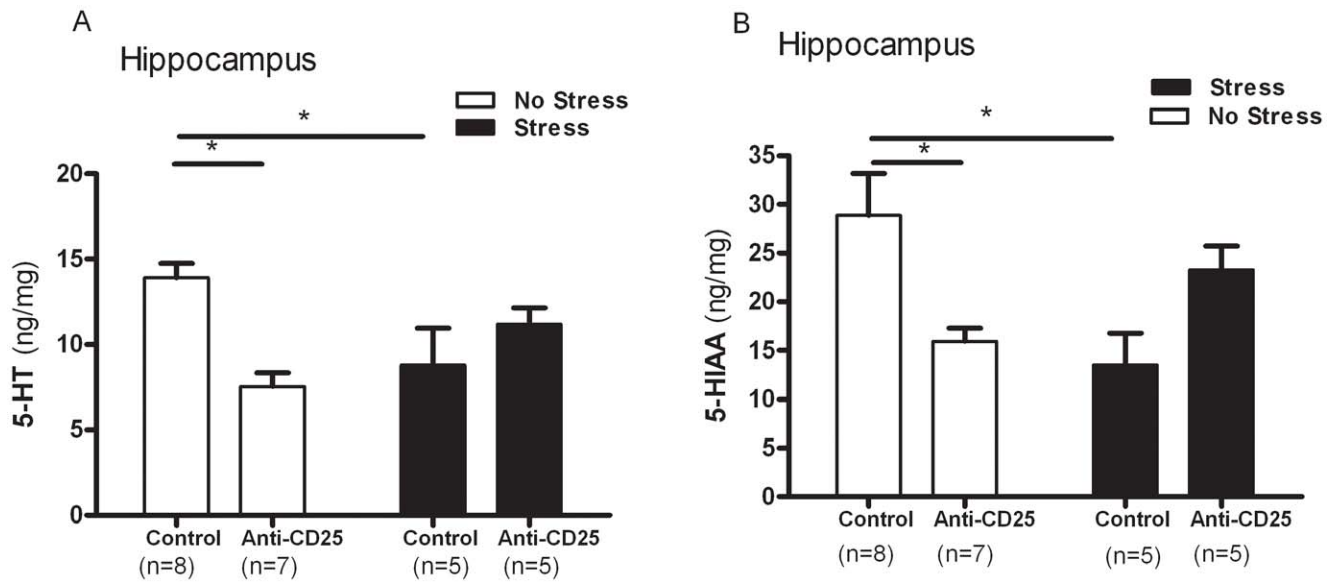 A
Hippocampus
No Stress
Stress
*
*
20
15
10
5
0
5-HT (ng/mg)
Control
Anti-CD25
Control
Anti-CD25
(n=8)
(n=7)
(n=5)
(n=5)
B
Hippocampus
Stress
No Stress
*
*
35
30
25
20
15
10
5
0
5-HIAA (ng/mg)
Control
Anti-CD25
Control
Anti-CD25
(n=8)
(n=7)
(n=5)
(n=5)